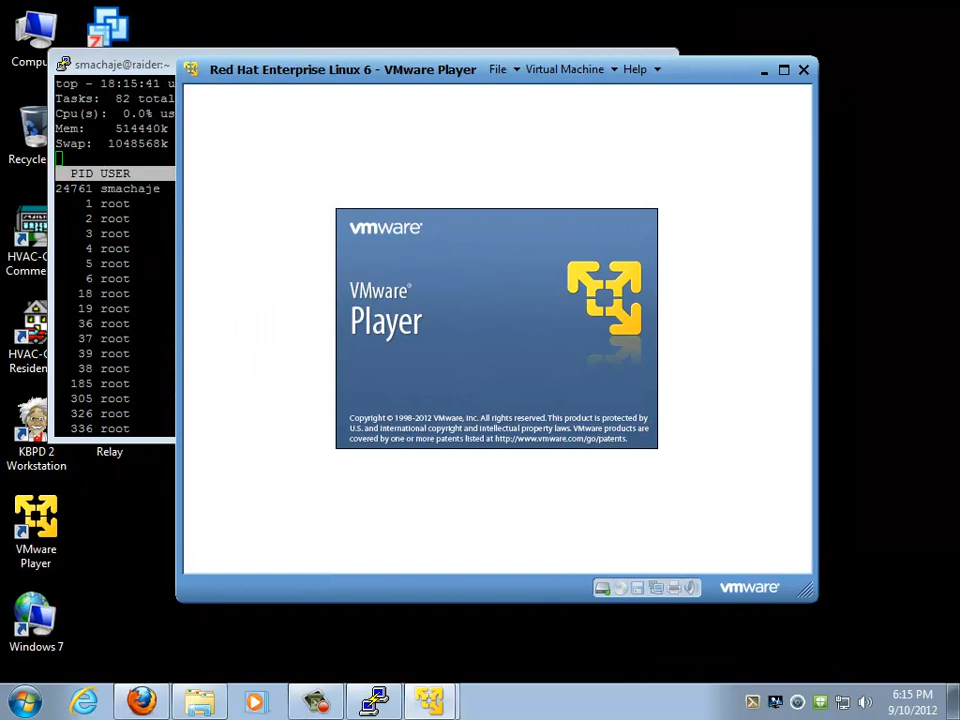 Compu
Recycle
HVAC-C
Comme
HVAC-C
Residen
KBPD 2
Workstation
Relay
VMware
Player
Windows 7
smachaje@raider:~
top - 18:15:41 u
Tasks:  82 total
Cpu(s):  0.0% us
Mem:    514440k
Swap:  1048568k
PID USER
24761 smachaje
1 root
2 root
3 root
4 root
5 root
6 root
18 root
19 root
36 root
37 root
39 root
38 root
185 root
305 root
326 root
336 root
Red Hat Enterprise Linux 6 - VMware Player File Virtual Machine Help
vmware®
VMware®
Player
Copyright © 1998-2012 VMware, Inc. All rights reserved. This product is protected by
U.S. and international copyright and intellectual property laws. VMware products are
covered by one or more patents listed at http://www.vmware.com/go/patents.
vmware
6:15 PM
9/10/2012